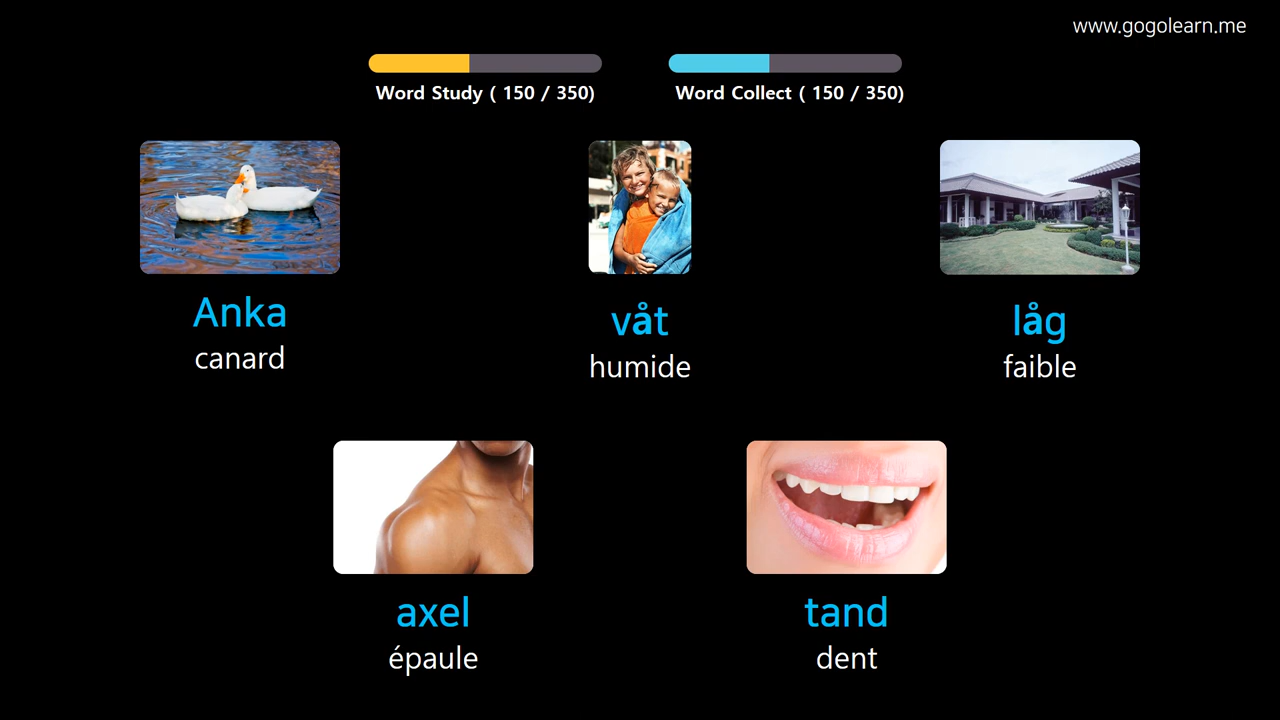 www.gogolearn.me
Word Study ( 150 / 350)
Word Collect ( 150 / 350)
Anka
canard
våt
humide
låg
faible
axel
épaule
tand
dent